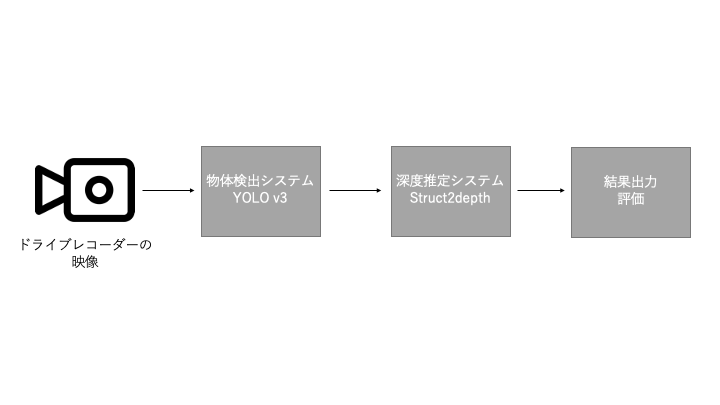 ドライブレコーダーの
映像
物体検出システム
YOLO v3
深度推定システム
Struct2depth
結果出力
評価